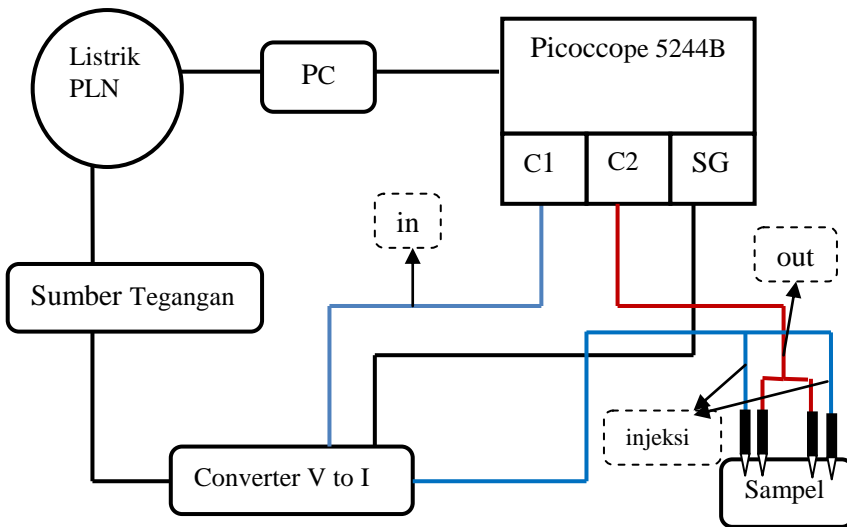 Listrik
PLN
PC
Picoccope 5244B
C1
C2
SG
in
out
Sumber Tegangan
injeksi
Converter V to I
Sampel